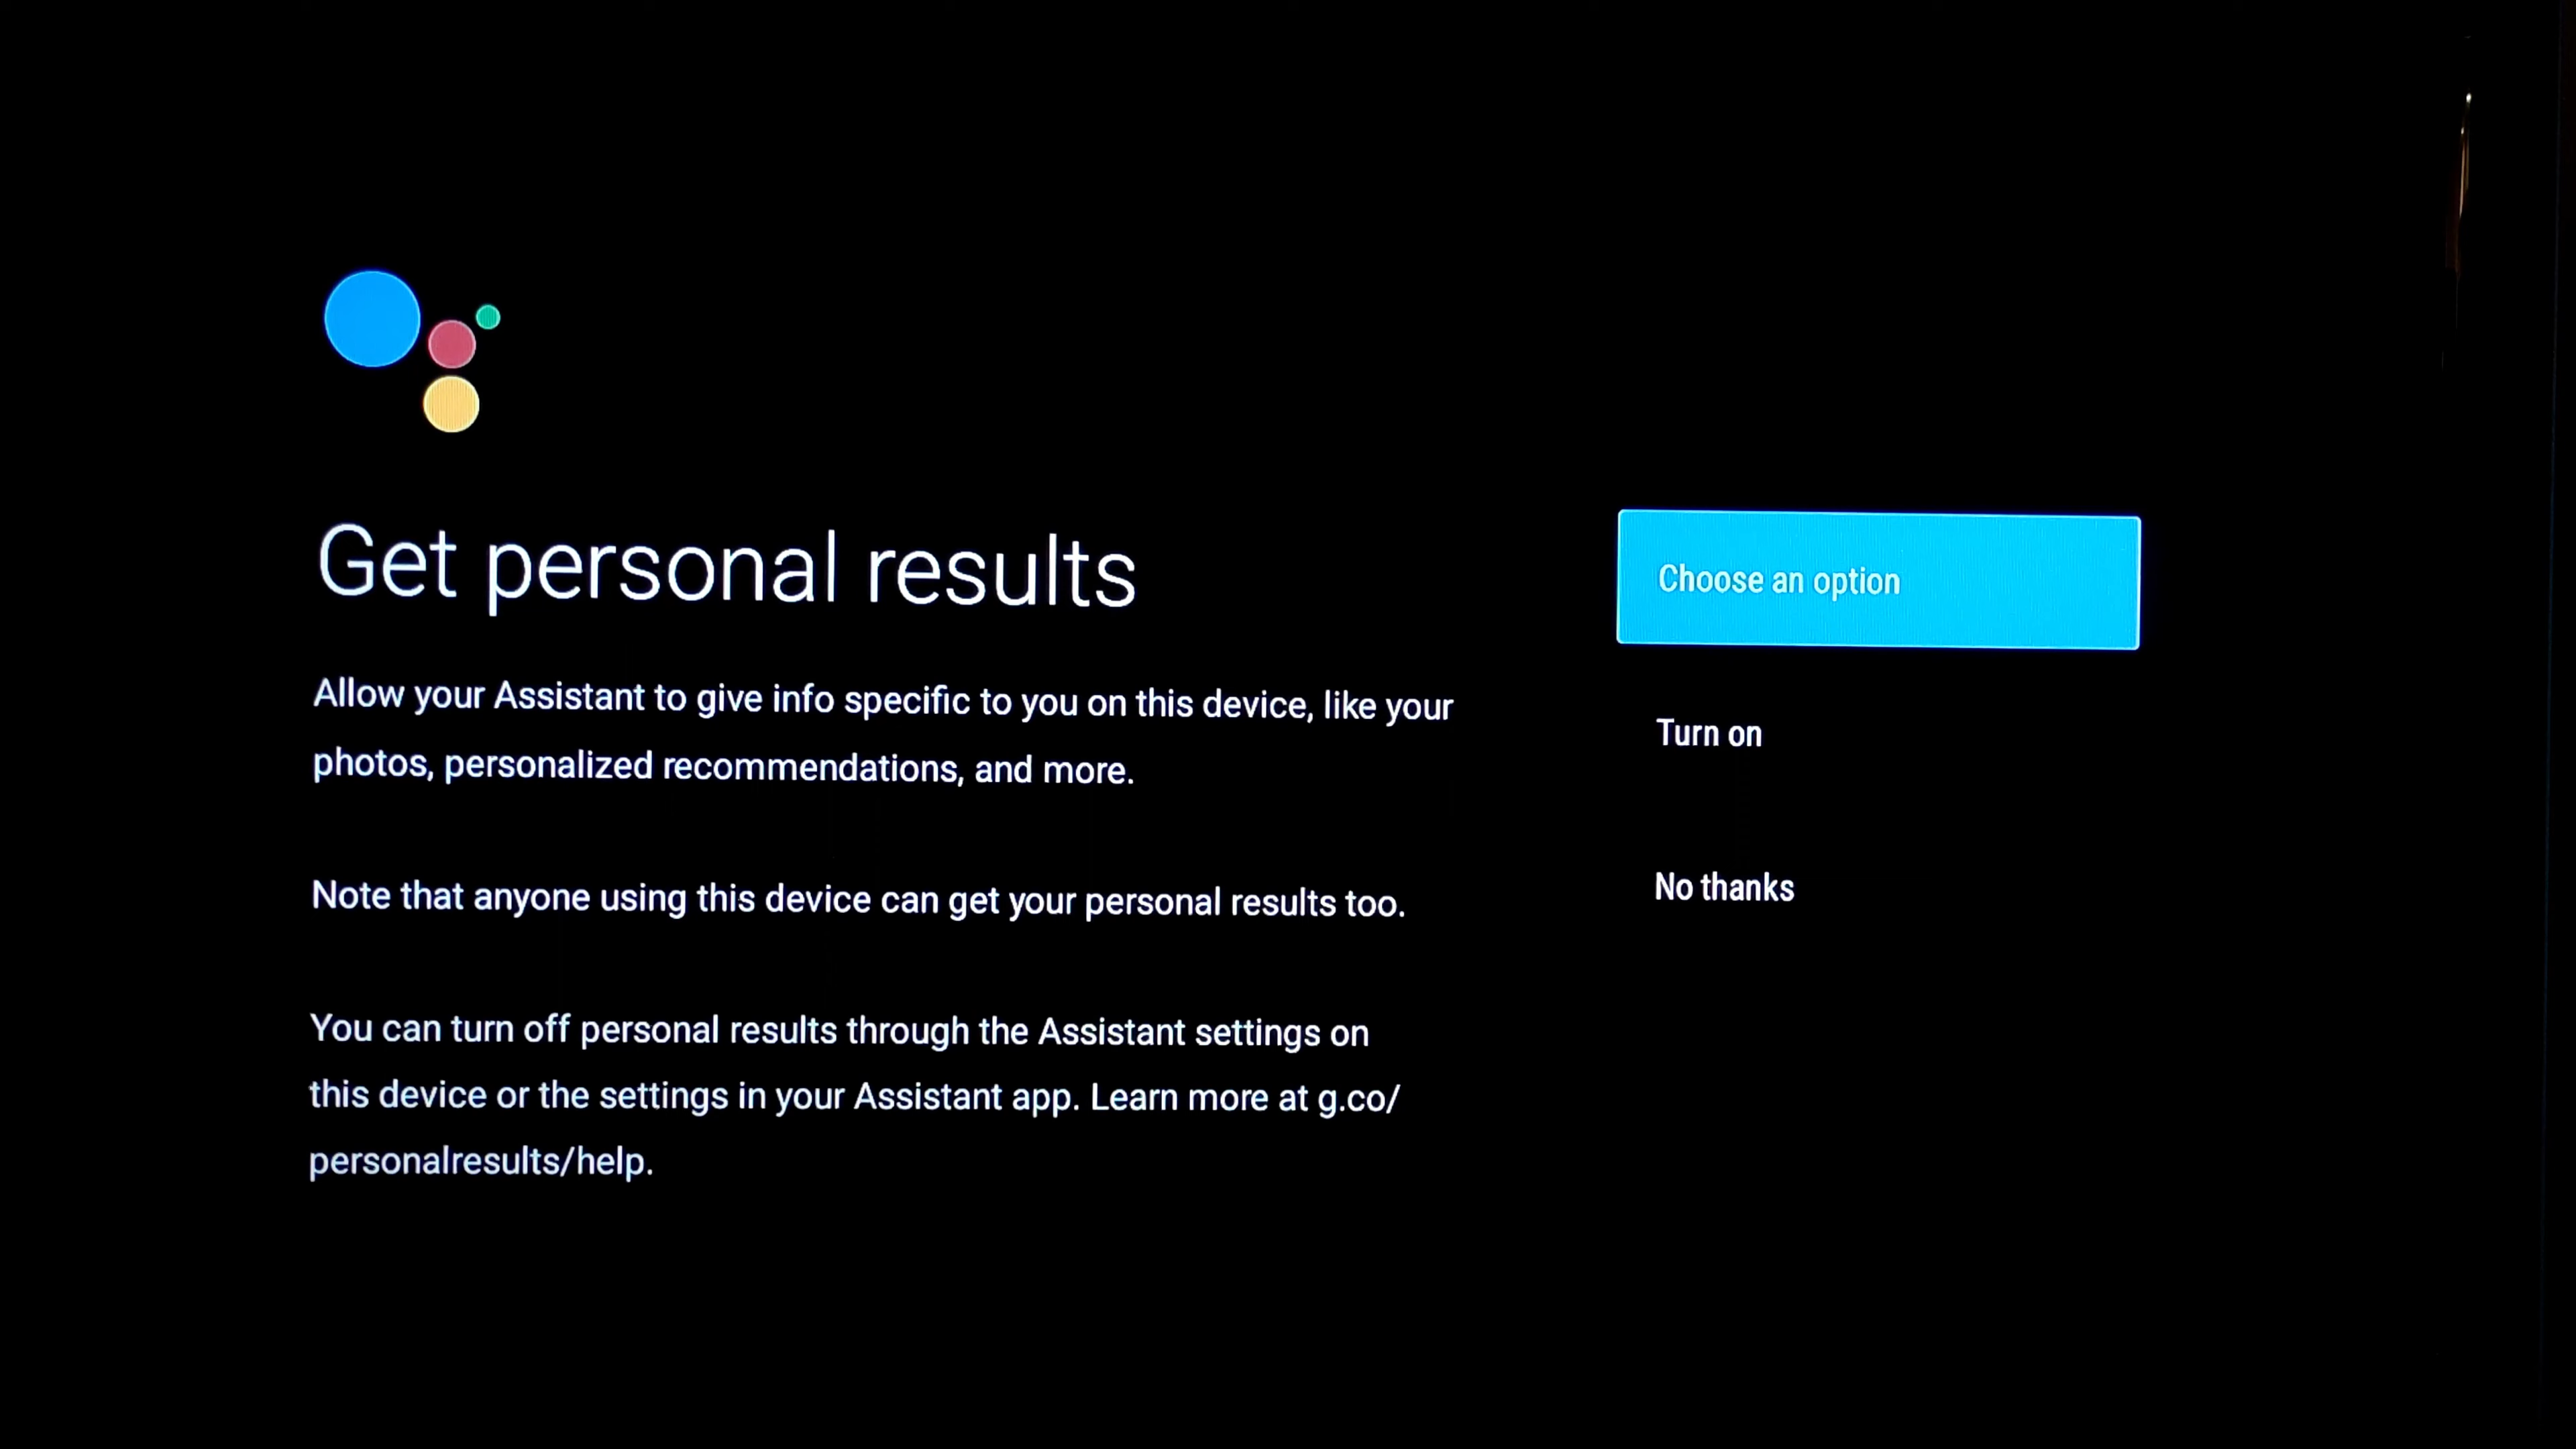 Get personal results
Allow your Assistant to give info specific to you on this device, like your
photos, personalized recommendations, and more.
Note that anyone using this device can get your personal results too.
You can turn off personal results through the Assistant settings on
this device or the settings in your Assistant app. Learn more at g.co/
personalresults/help.
Choose an option
Turn on
No thanks